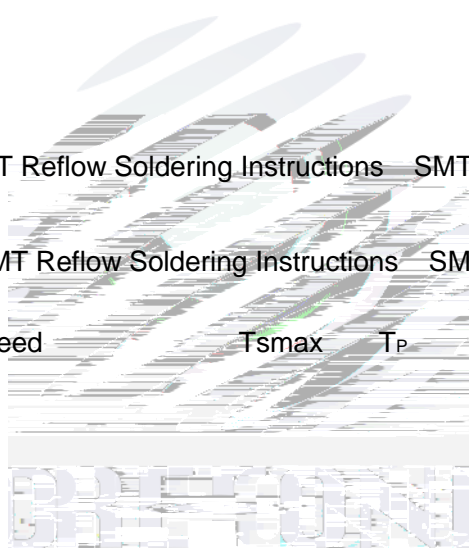 T Reflow Soldering Instructions SMT
MT Reflow Soldering Instructions SM
eed Tsmax TP